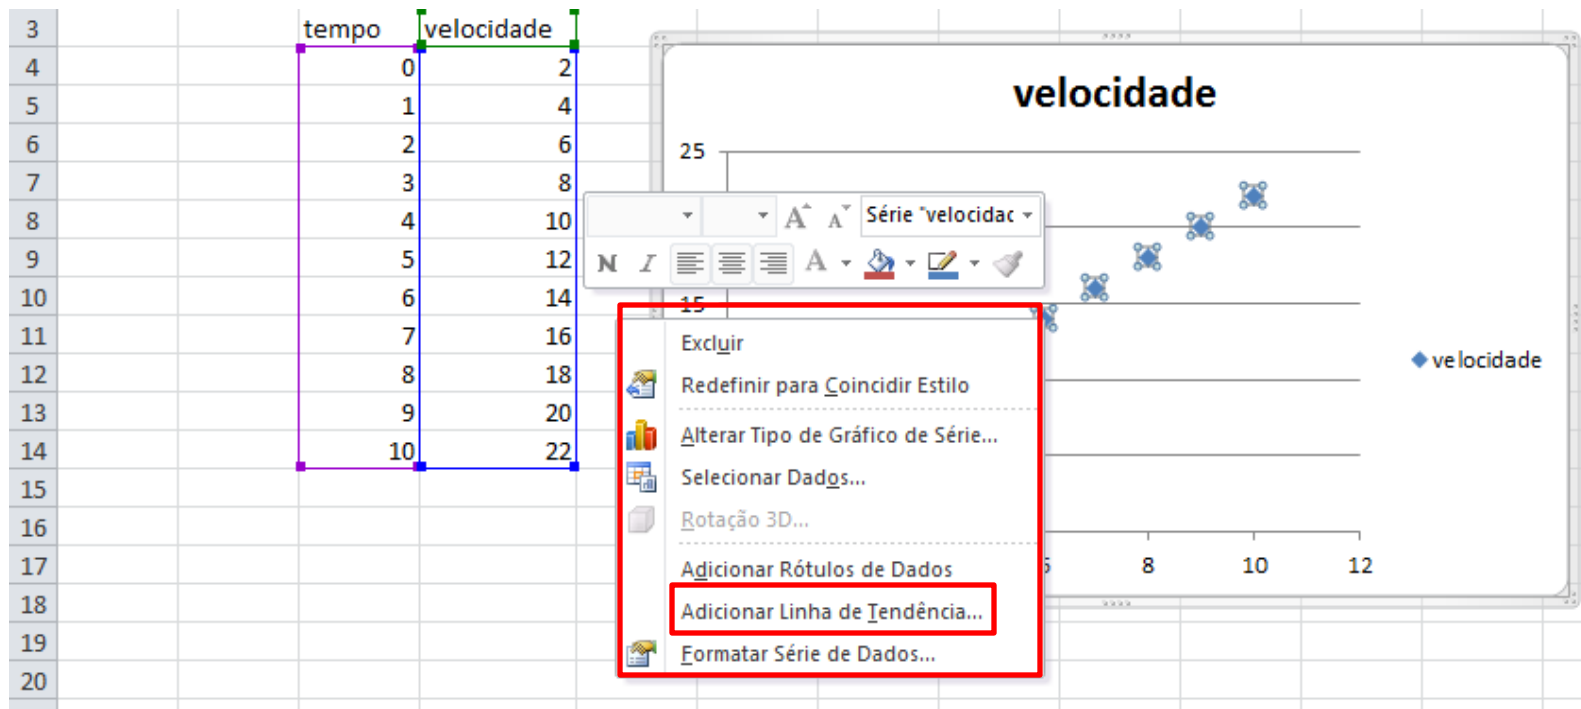 3 tempo velocidade
4 0 2
5 1 4
6 2 6
7 3 8
8 4 10
9 5 12
10 6 14
11 7 16
12 8 18
13 9 20
14 10 22
15
16
17
18
19
20
velocidade
25
15
8 10 12
velocidade
A A Série "velocidac
N I A
Excluir
Redefinir para Coincidir Estilo
Alterar Tipo de Gráfico de Série...
Selecionar Dados...
Rotação 3D...
Adicionar Rótulos de Dados
Adicionar Linha de Tendência...
Formatar Série de Dados...